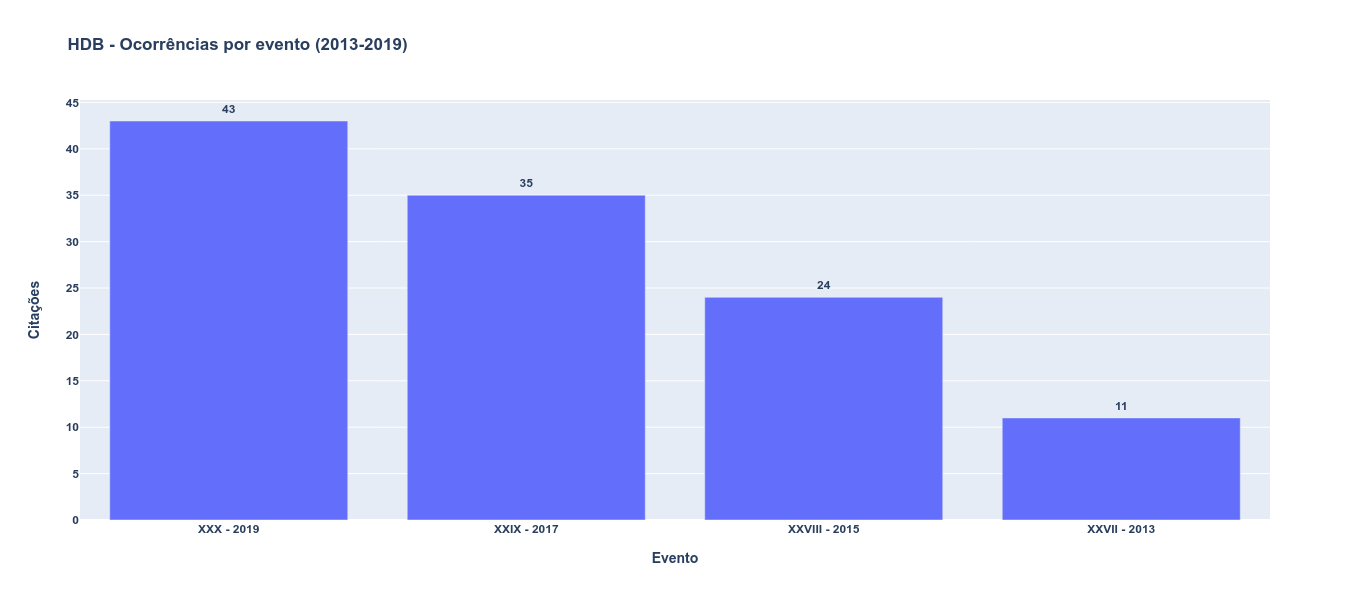 HDB - Ocorrências por evento (2013-2019)
45
40
35
30
25
20
15
10
5
0
Citações
43
35
24
11
XXX - 2019
XXIX - 2017
XXVIII - 2015
XXVII - 2013
Evento